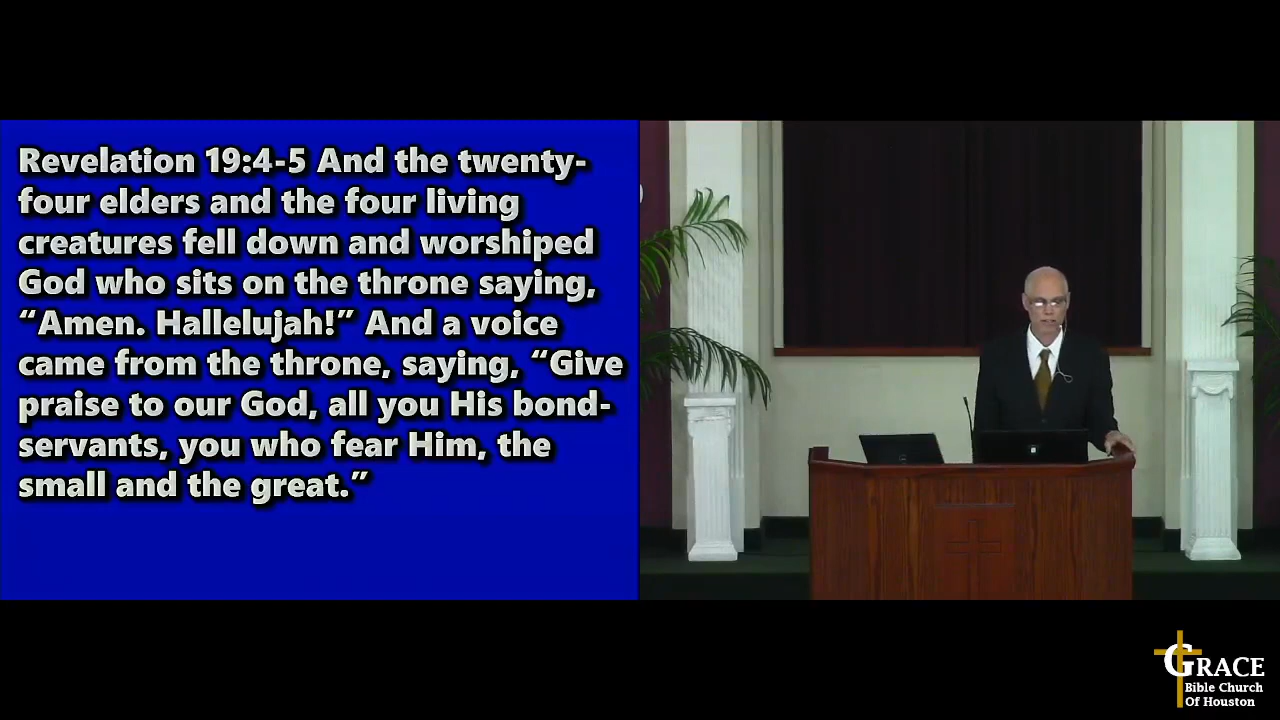 Revelation 19:4-5 And the twenty-
four elders and the four living
creatures fell down and worshiped
God who sits on the throne saying,
“Amen. Hallelujah!” And a voice
came from the throne, saying, “Give
praise to our God, all you His bond-
servants, you who fear Him, the
small and the great.”
GRACE
Bible Church
Of Houston